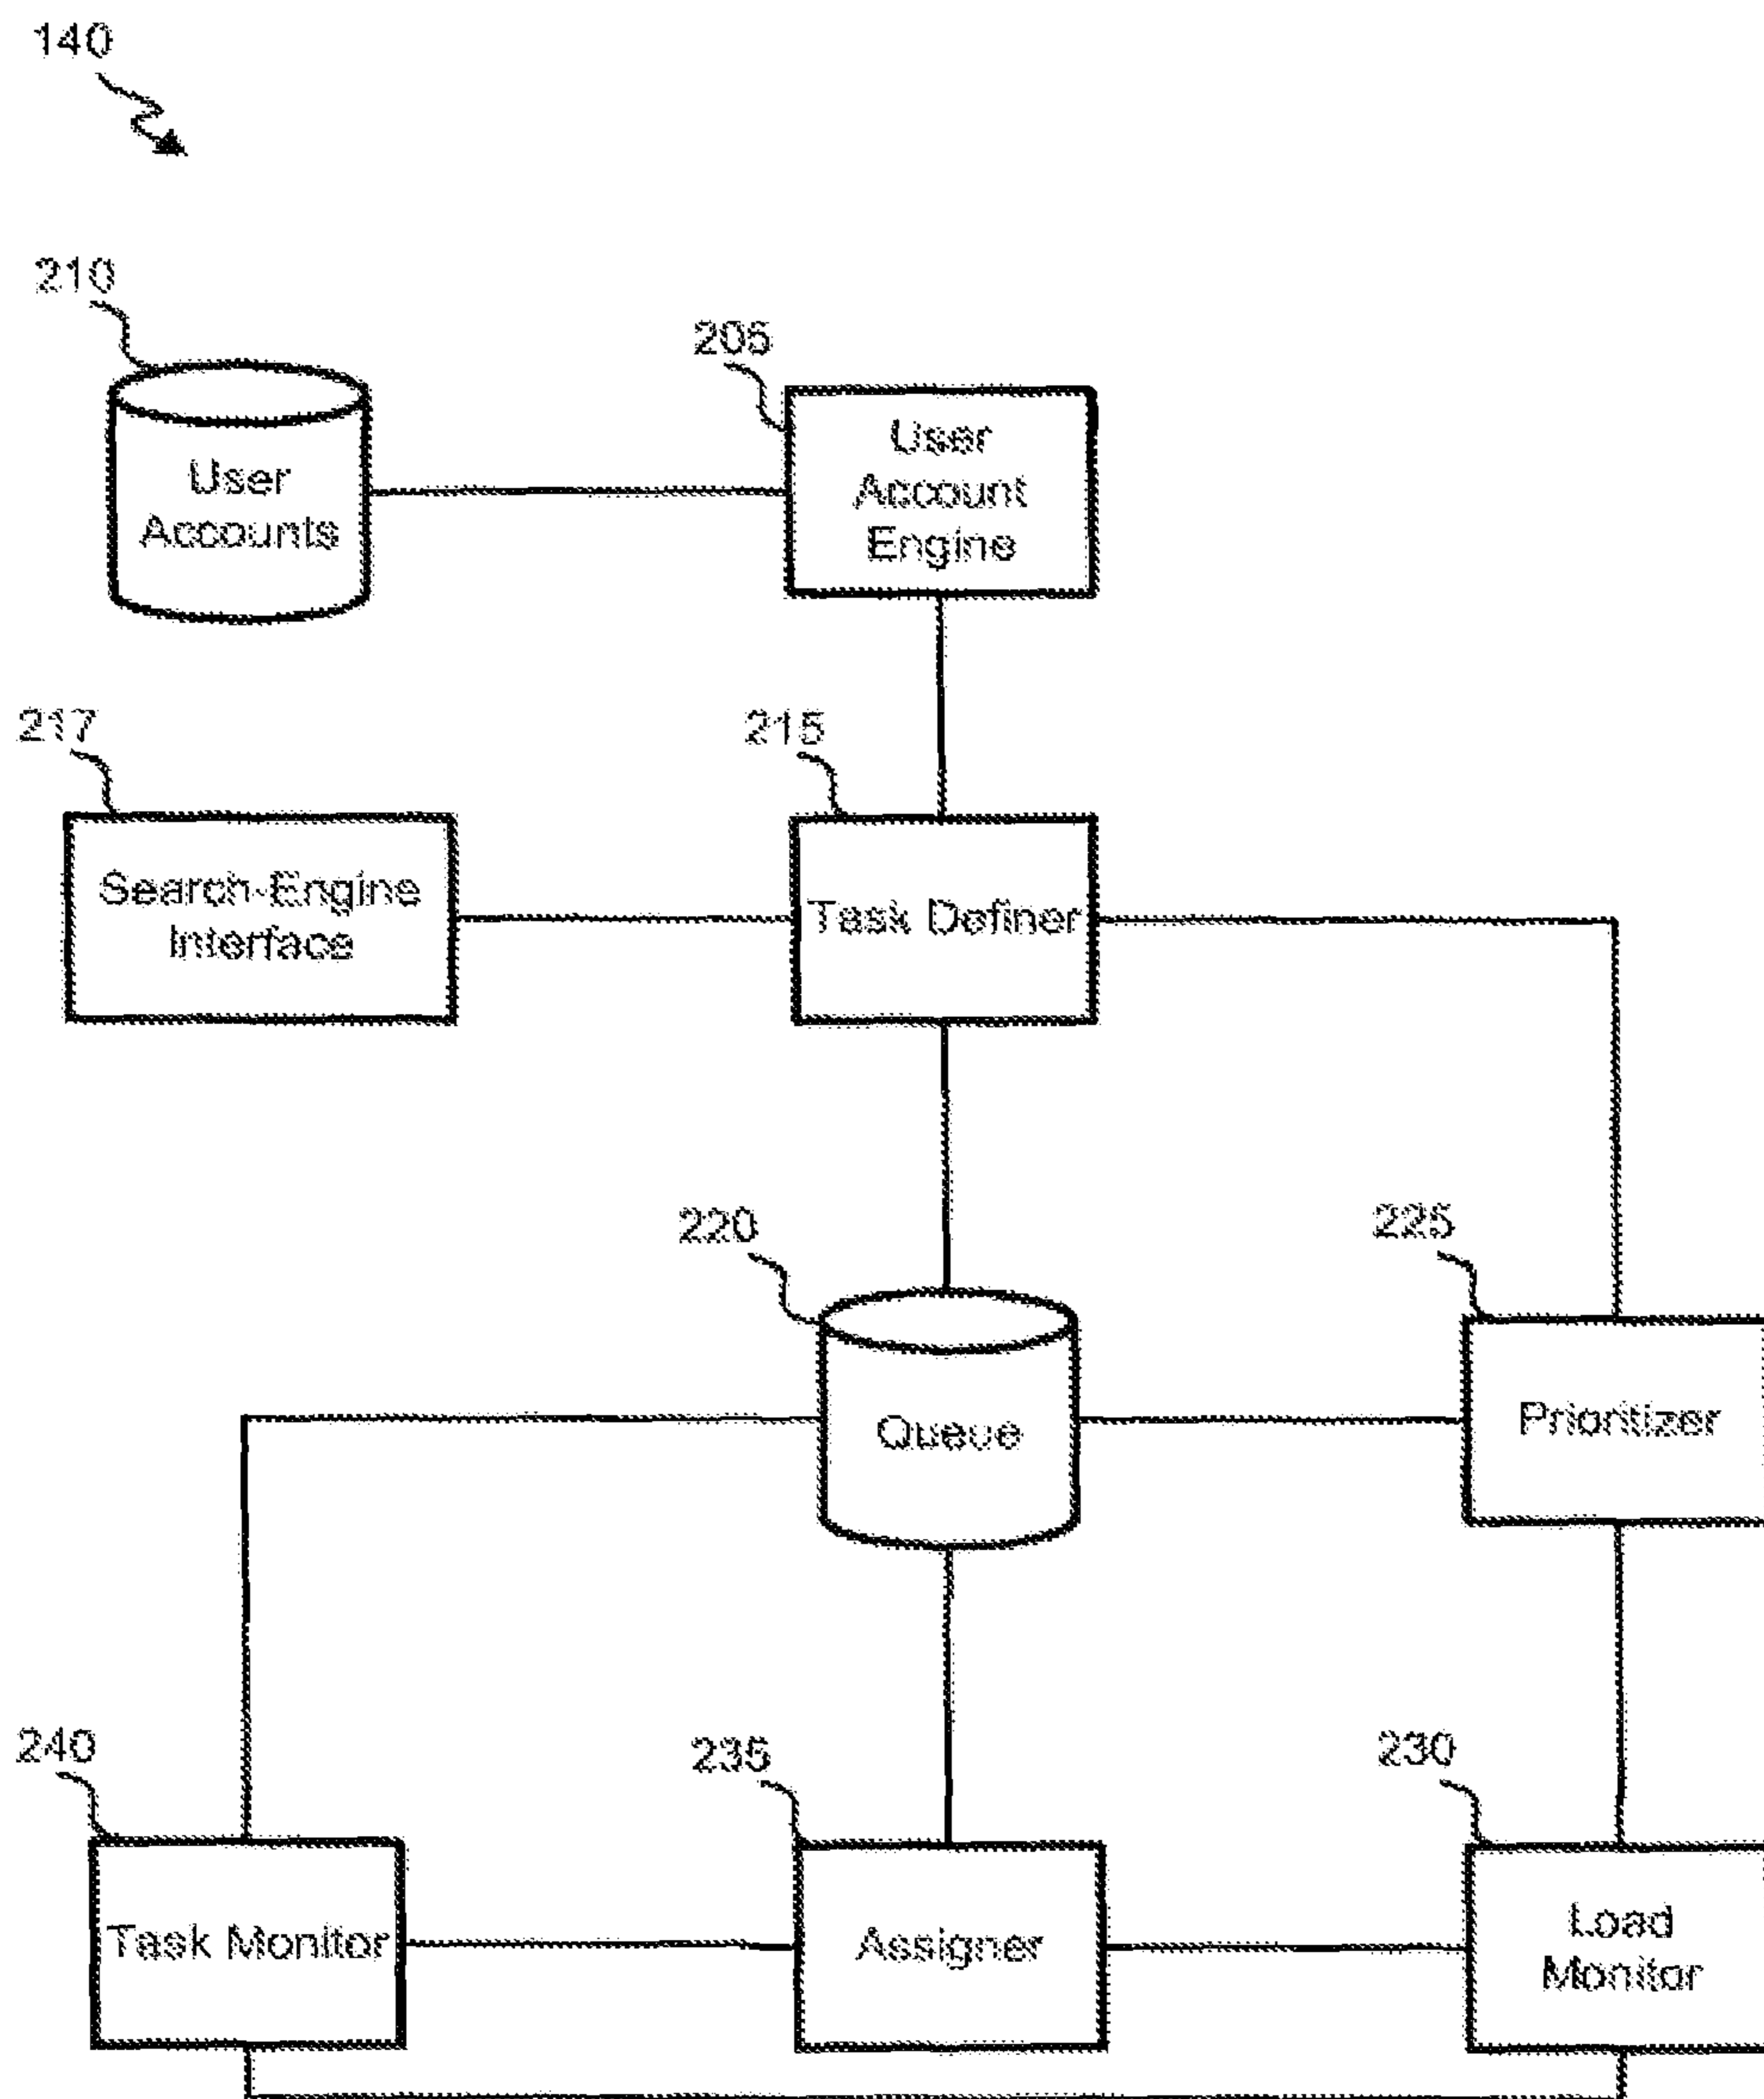 140
210
205
User
Accounts
User
Account
Engine
217
215
Search-Engine
Interface
Task Definer
220
225
Queue
Prioritizer
240
235
230
Task Monitor
Assigner
Load
Monitor